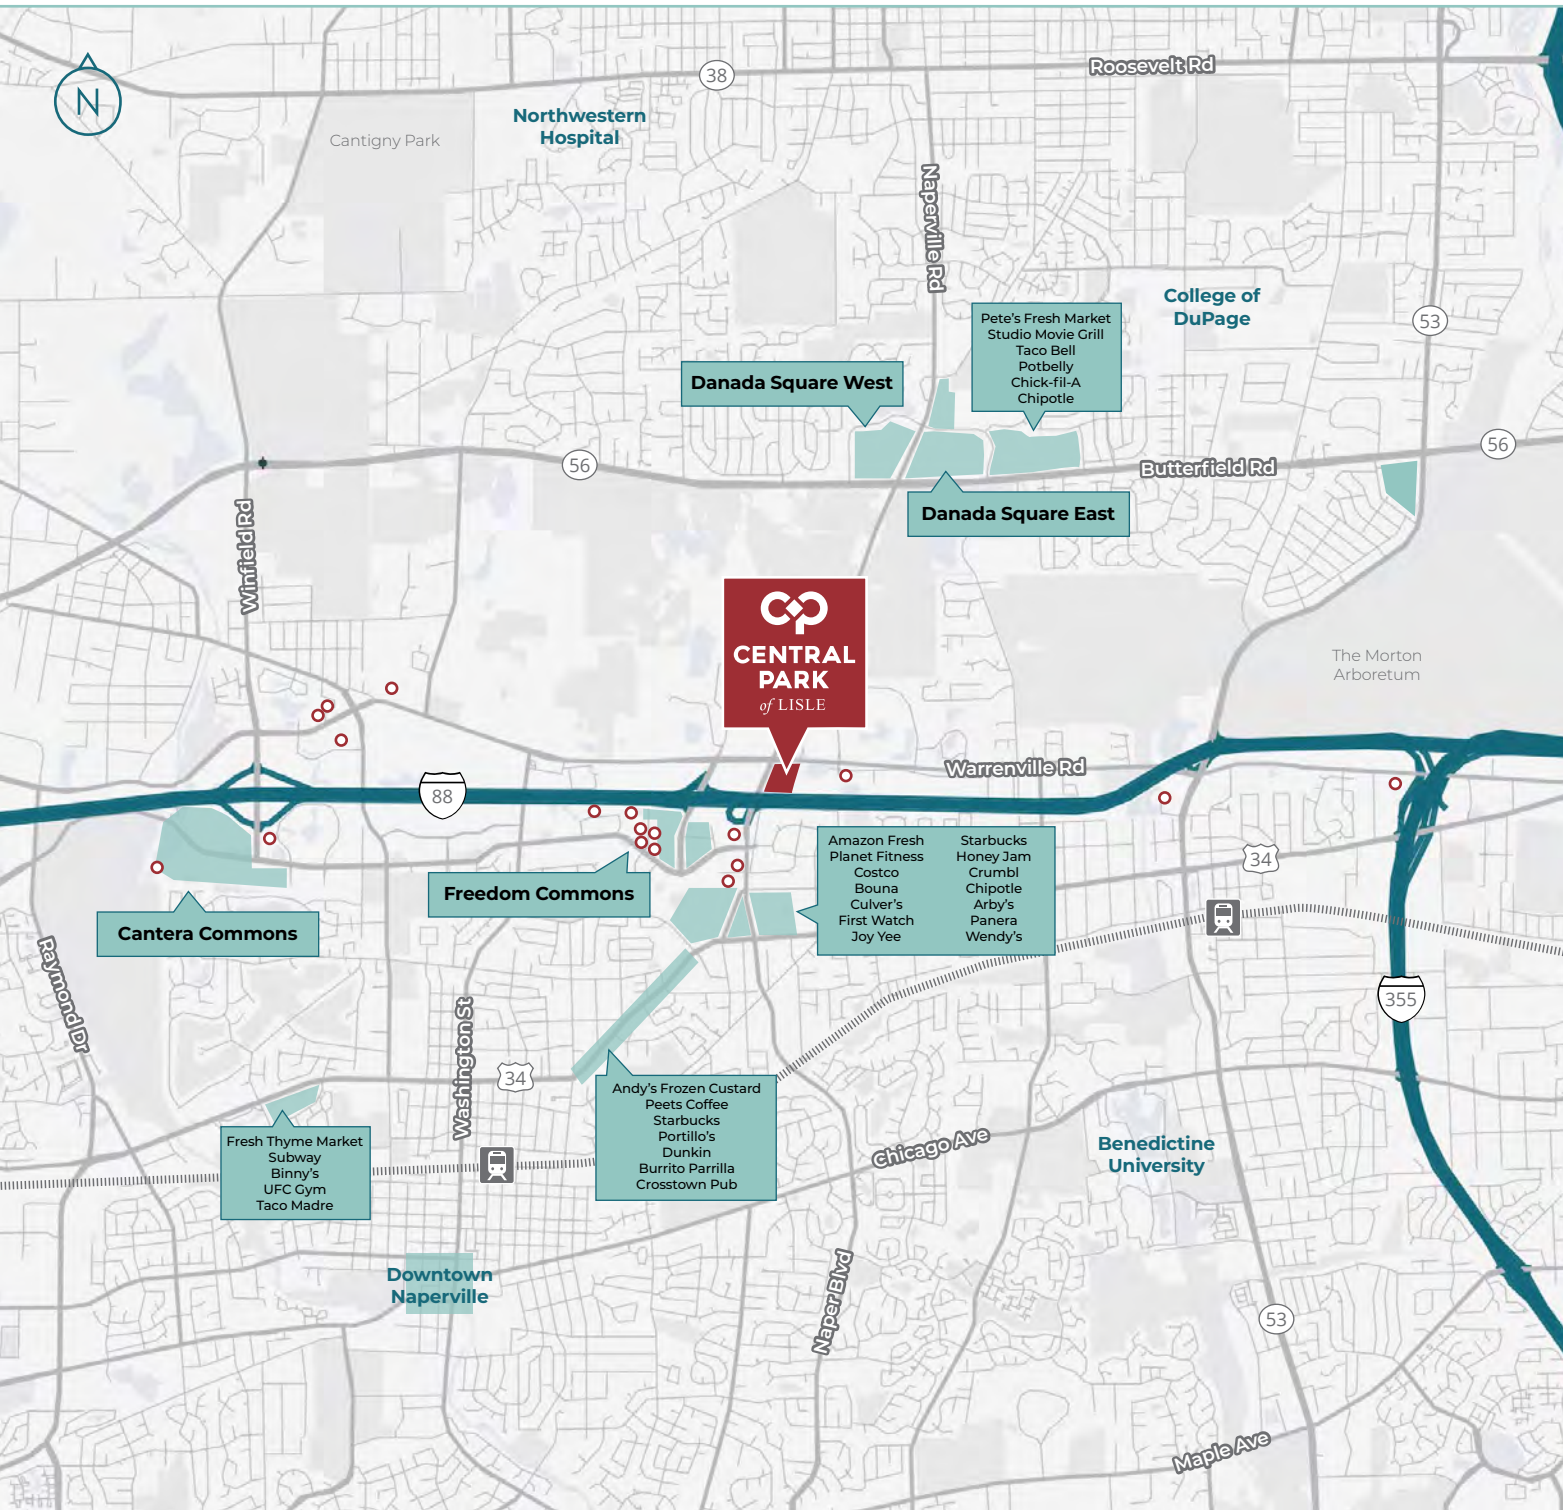 Roosevelt Rd
38
N
Northwestern
Hospital
Cantigny Park
Naperville Rd
College of
DuPage
Pete's Fresh Market
Studio Movie Grill
Taco Bell
Potbelly
Chick-fil-A
Chipotle
53
Danada Square West
56
56
Butterfield Rd
Danada Square East
Winfield Rd
CENTRAL
PARK
of LISLE
The Morton
Arboretum
Warrenville Rd
88
Amazon Fresh
Planet Fitness
Costco
Bouna
Culver's
First Watch
Joy Yee
Starbucks
Honey Jam
Crumbl
Chipotle
Arby's
Panera
Wendy's
34
Freedom Commons
Cantera Commons
Raymond Dr
355
Washington St
34
Andy's Frozen Custard
Peets Coffee
Starbucks
Portillo's
Dunkin
Burrito Parrilla
Crosstown Pub
Fresh Thyme Market
Subway
Binny's
UFC Gym
Taco Madre
Chicago Ave
Benedictine
University
Downtown
Naperville
Naper Blvd
53
Maple Ave